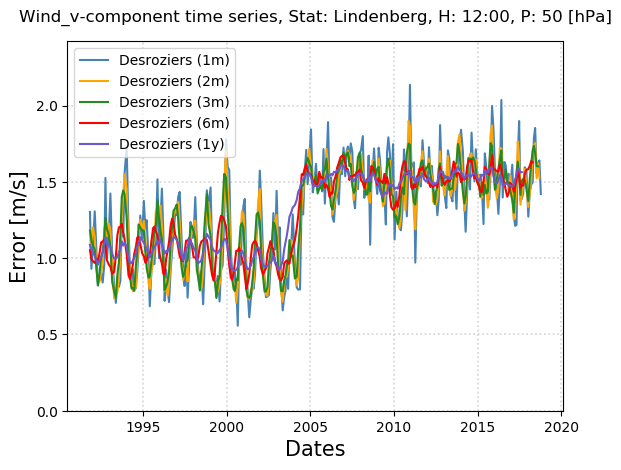 Wind_v-component time series, Stat: Lindenberg, H: 12:00, P: 50 [hPa]
Desroziers (1m)
Desroziers (2m)
Desroziers (3m)
Desroziers (6m)
Desroziers (1y)
Error [m/s]
2.0
1.5
1.0
0.5
0.0
1995 2000 2005 2010 2015 2020
Dates